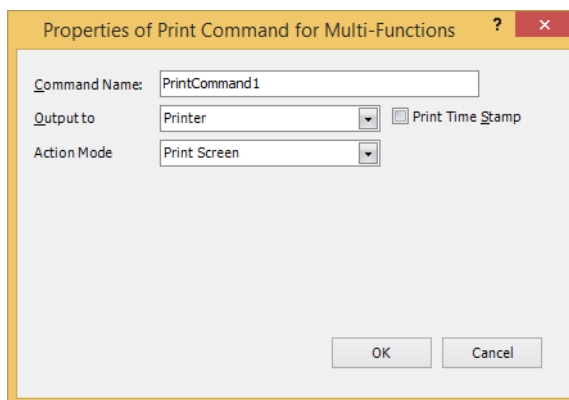 Properties of Print Command for Multi-Functions ? ×
Command Name: PrintCommand1
Output to Printer Print Time Stamp
Action Mode Print Screen
OK Cancel